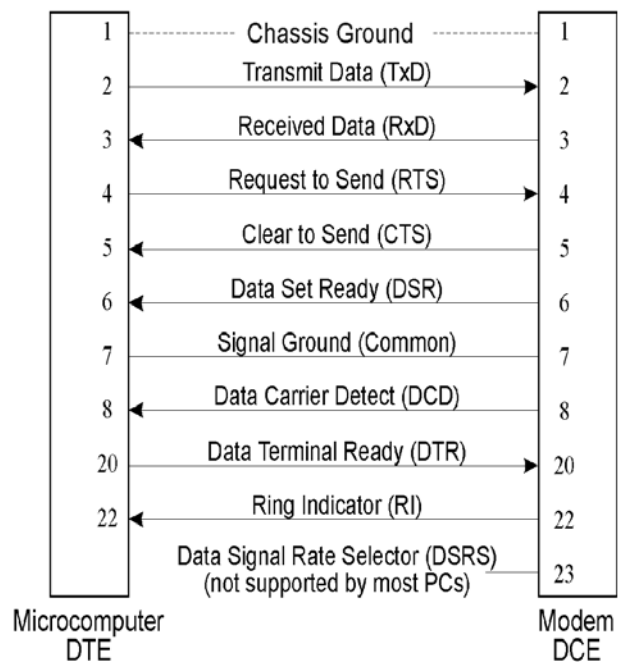 1 Chassis Ground 1
Transmit Data (TxD)
2 2
Received Data (RxD)
3 3
Request to Send (RTS)
4 4
Clear to Send (CTS)
5 5
Data Set Ready (DSR)
6 6
Signal Ground (Common)
7 7
Data Carrier Detect (DCD)
8 8
Data Terminal Ready (DTR)
20 20
Ring Indicator (RI)
22 22
Data Signal Rate Selector (DSRS)
(not supported by most PCs) 23
Microcomputer Modem
DTE DCE